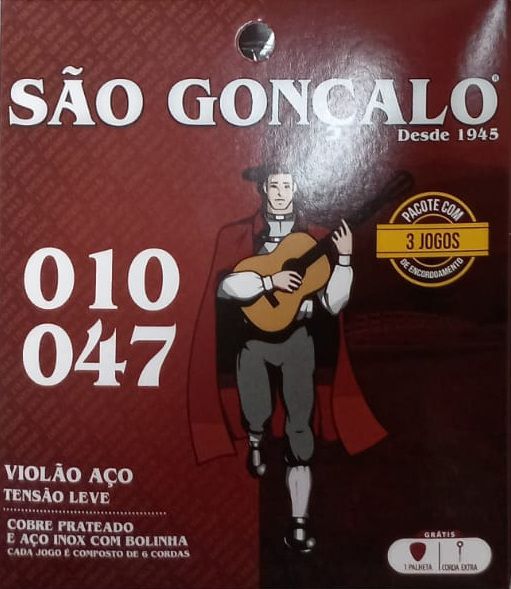 SÃO GONÇALO®
Desde 1945
PACOTE COM
3 JOGOS
DE ENCORDOAMENTO
010
047
VIOLÃO AÇO
TENSÃO LEVE
COBRE PRATEADO
E AÇO INOX COM BOLINHA
CADA JOGO É COMPOSTO DE 6 CORDAS
GRÁTIS
1 PALHETA
CORDA EXTRA